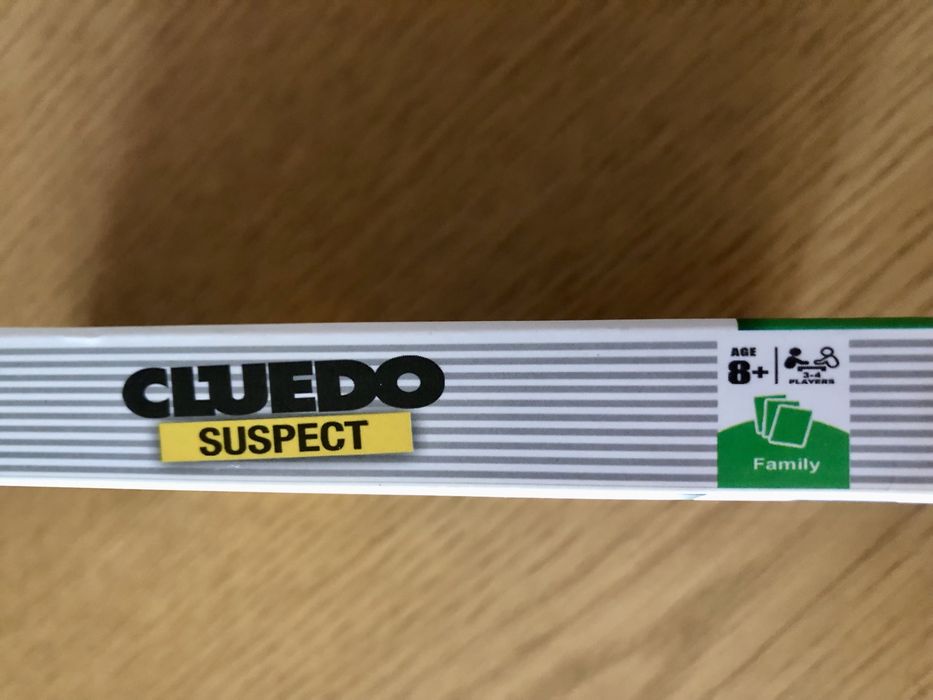 CLUEDO
SUSPECT
AGE
8+
3-4
PLAYERS
Family